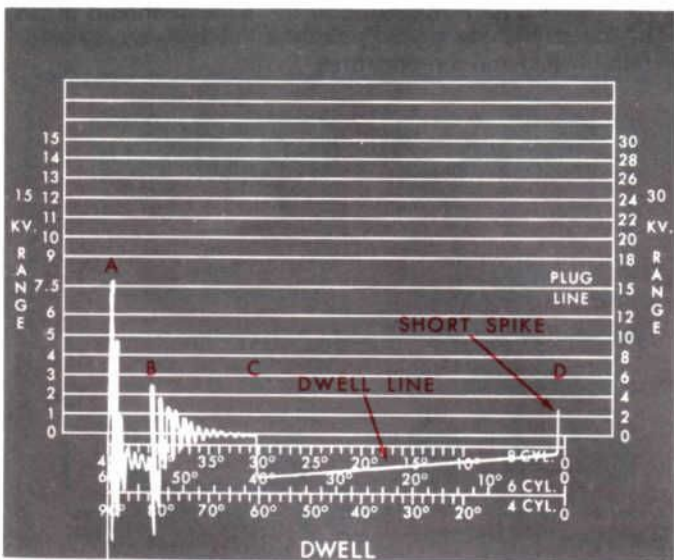 15 30
14 28
13 26
15 12 24 30
KV. 11 22 KV.
10 20
RANGE 9 18 RANGE
A
7.5 PLUG 15
LINE
6 12
SHORT SPIKE
5 10
4 8
B C D
3 6
DWELL LINE
2 4
1 2
0 0
35° 30° 25° 20° 15° 10° 8 CYL. 0
50° 40° 30° 20° 10° 6 CYL. 0
90° 80° 70° 60° 50° 40° 30° 20° 4 CYL. 0
DWELL